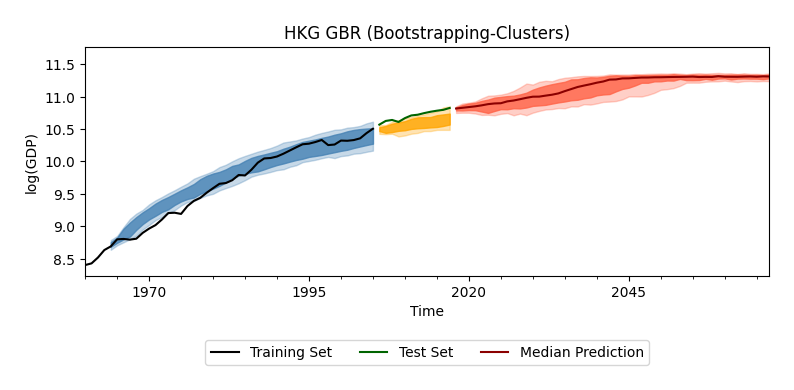 HKG GBR (Bootstrapping-Clusters)
11.5
11.0
10.5
10.0
9.5
9.0
8.5
log(GDP)
1970 1995 2020 2045
Time
Training Set Test Set Median Prediction